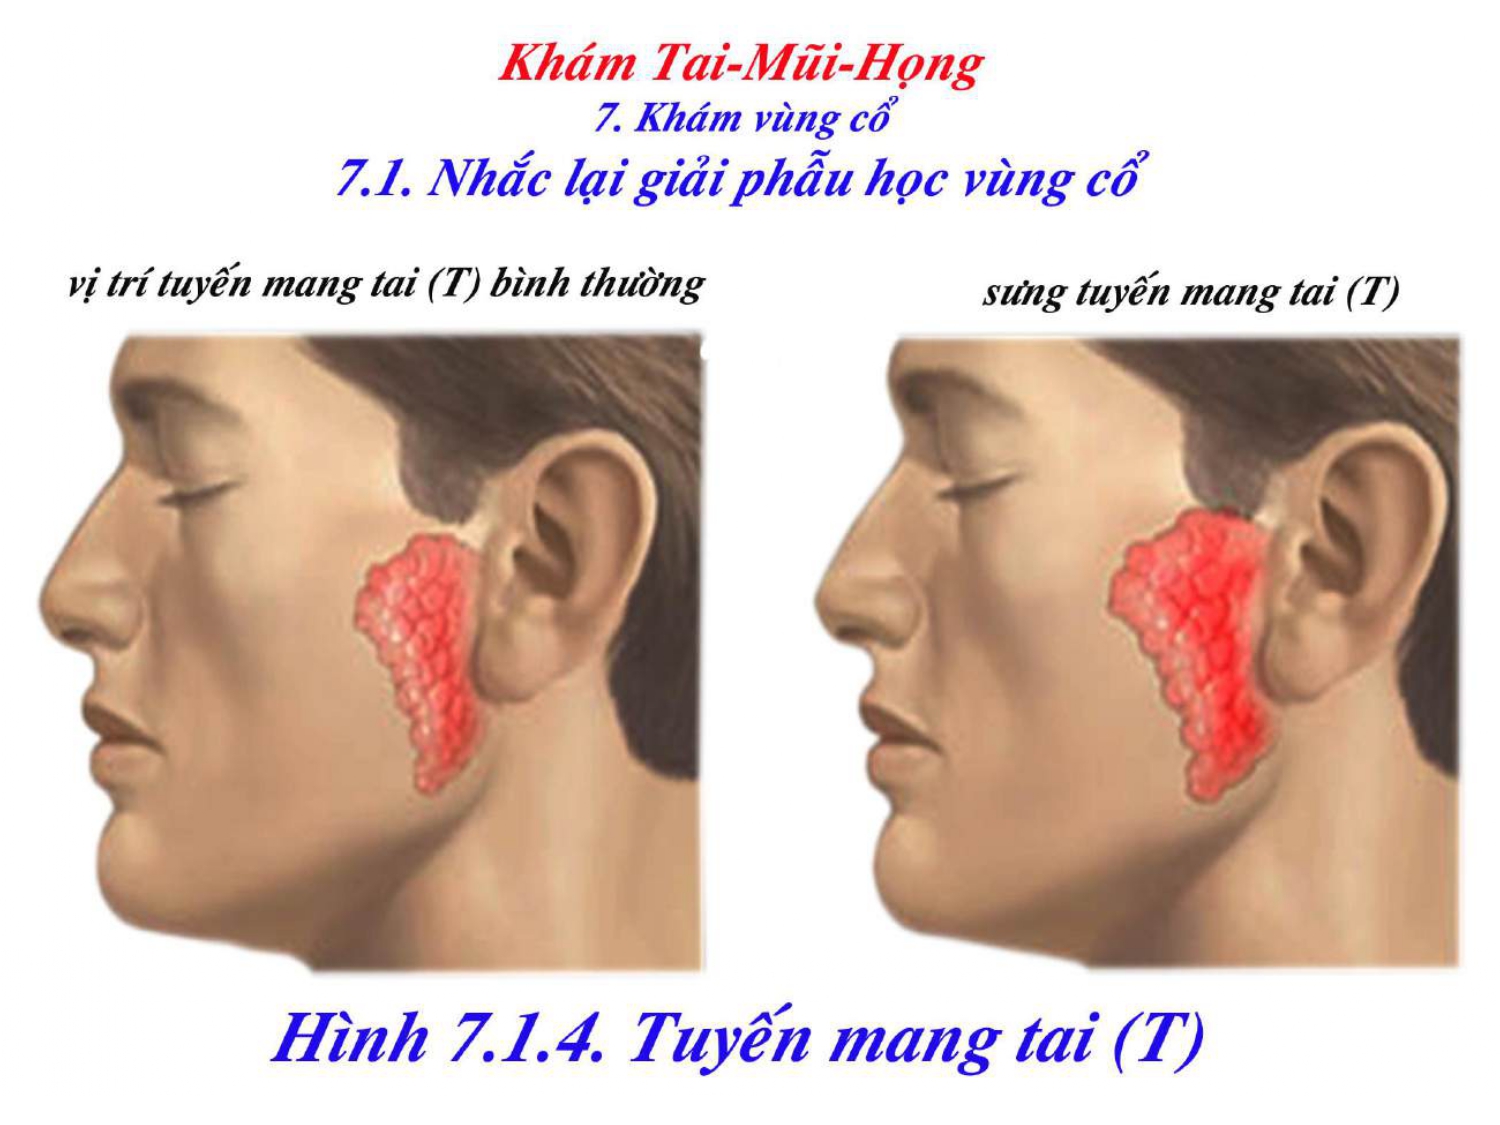 Khám Tai-Mũi-Họng
7. Khám vùng cổ
7.1. Nhắc lại giải phẫu học vùng cổ
vị trí tuyến mang tai (T) bình thường
sưng tuyến mang tai (T)
Hình 7.1.4. Tuyến mang tai (T)